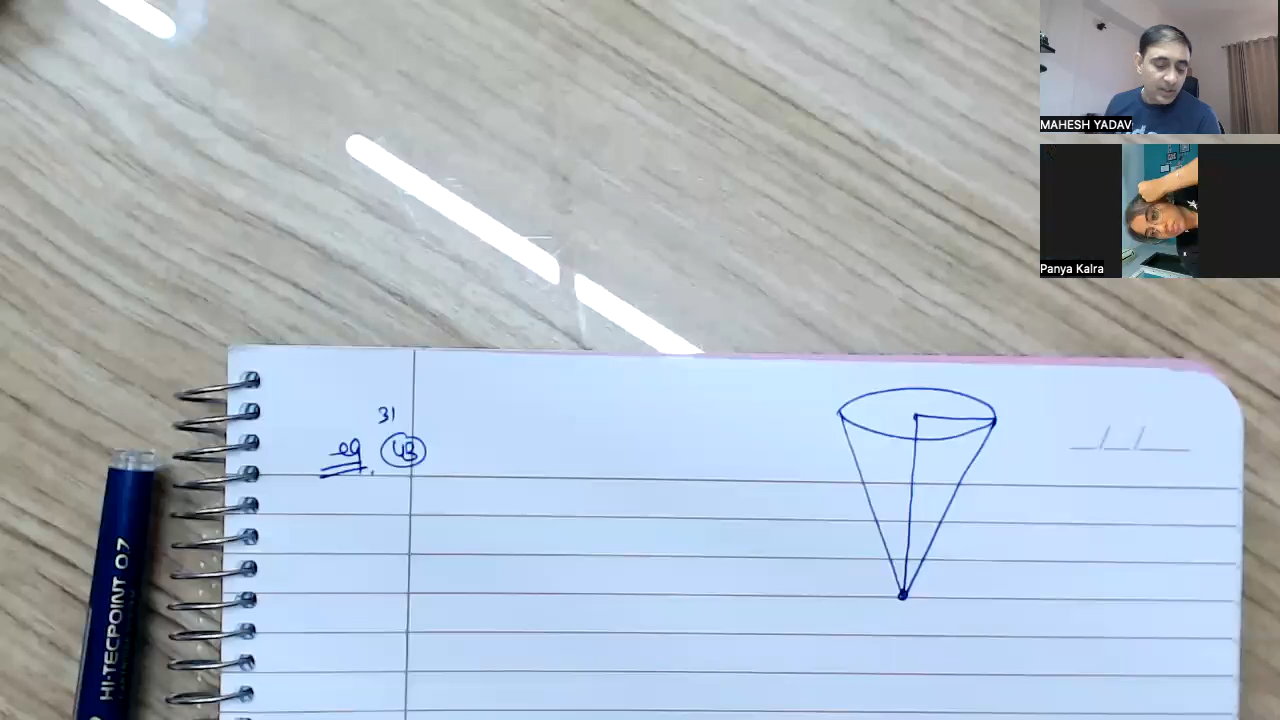 MAHESH YADAV
Panya Kalra
31
eg. 43
HI-TECPOINT 07